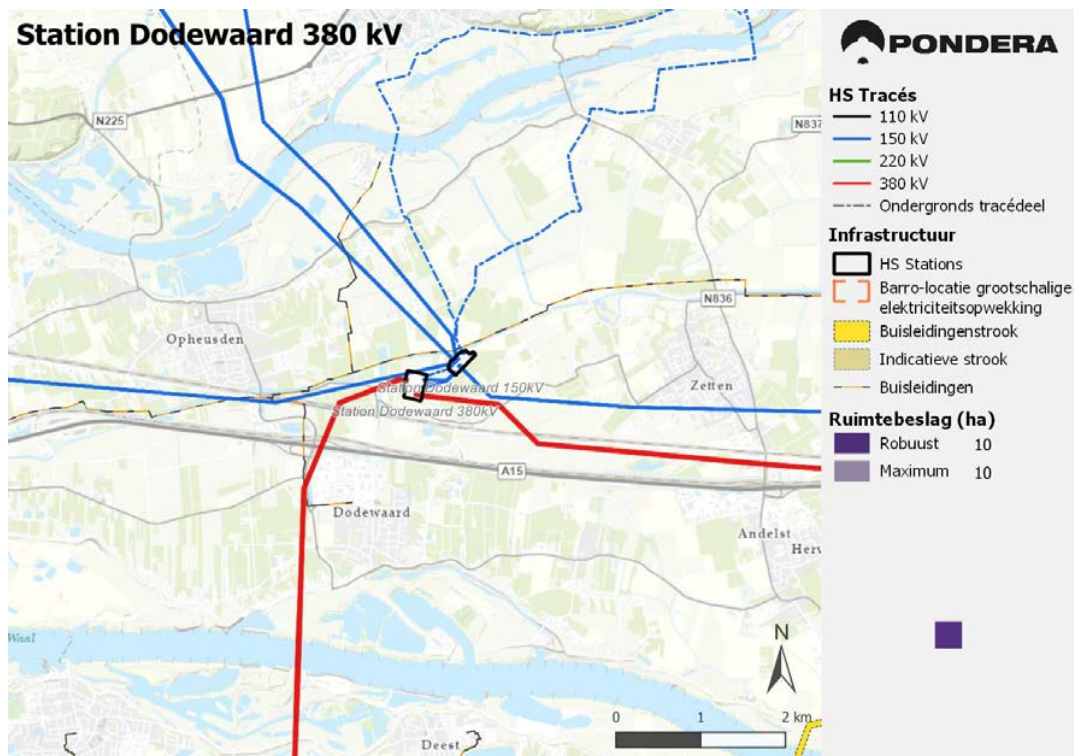 Station Dodewaard 380 kV
PONDERA
HS Tracés
110 kV
150 kV
220 kV
380 kV
Ondergronds tracédeel
Infrastructuur
HS Stations
Barro-locatie grootschalige
elektriciteitsopwekking
Buisleidingenstrook
Indicatieve strook
Buisleidingen
Ruimtebeslag (ha)
Robuust 10
Maximum 10
N225
N837
N836
Opheusden
Station Dodewaard 150kV
Zetten
Station Dodewaard 380kV
A15
Dodewaard
Andelst
Herv
Waal
N
0 1 2 km
Deest